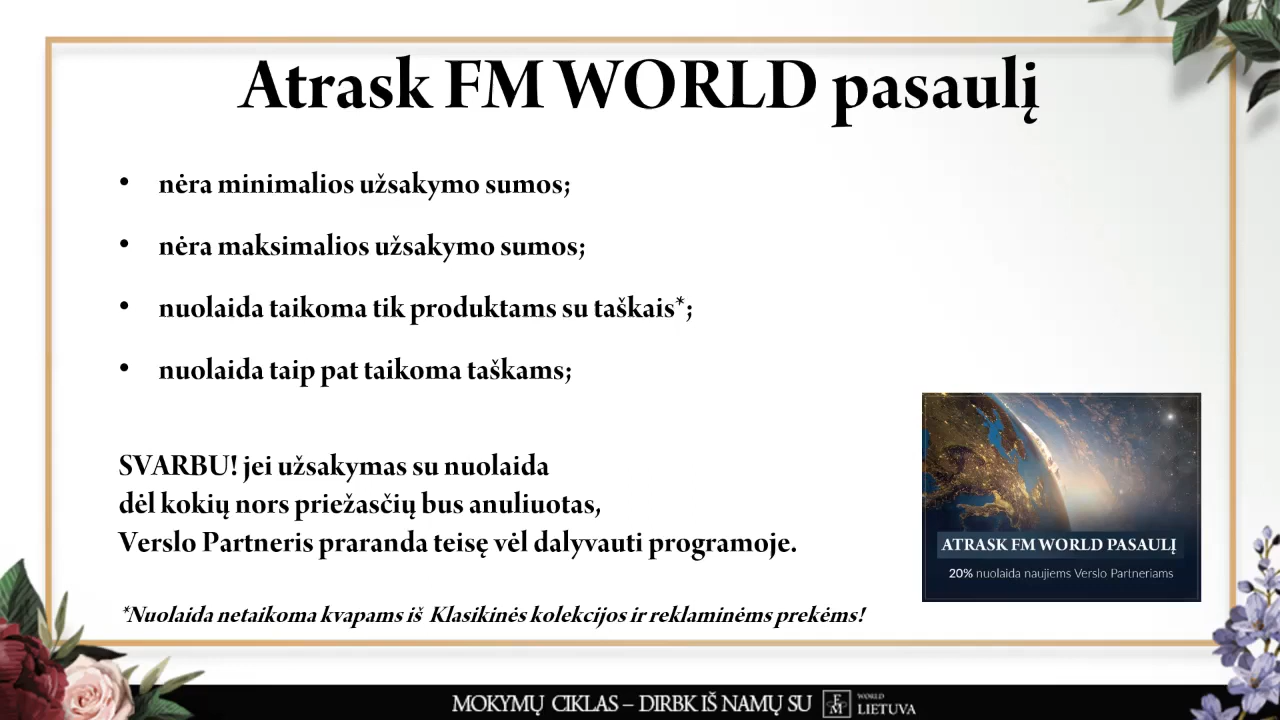 Atrask FM WORLD pasaulį
• nėra minimalios užsakymo sumos;
• nėra maksimalios užsakymo sumos;
• nuolaida taikoma tik produktams su taškais*;
• nuolaida taip pat taikoma taškams;
SVARBU! jei užsakymas su nuolaida
dėl kokių nors priežasčių bus anuliuotas,
Verslo Partneris praranda teisę vėl dalyvauti programoje.
ATRASK FM WORLD PASAULĮ
20% nuolaida naujiems Verslo Partneriams
*Nuolaida netaikoma kvapams iš Klasikinės kolekcijos ir reklaminėms prekėms!
MOKYMŲ CIKLAS – DIRBK IŠ NAMŲ SU FM WORLD LIETUVA